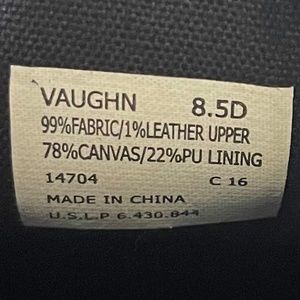 VAUGHN 8.5D
99%FABRIC/1%LEATHER UPPER
78%CANVAS/22%PU LINING
14704 C 16
MADE IN CHINA
U.S.L.P 6.430.844